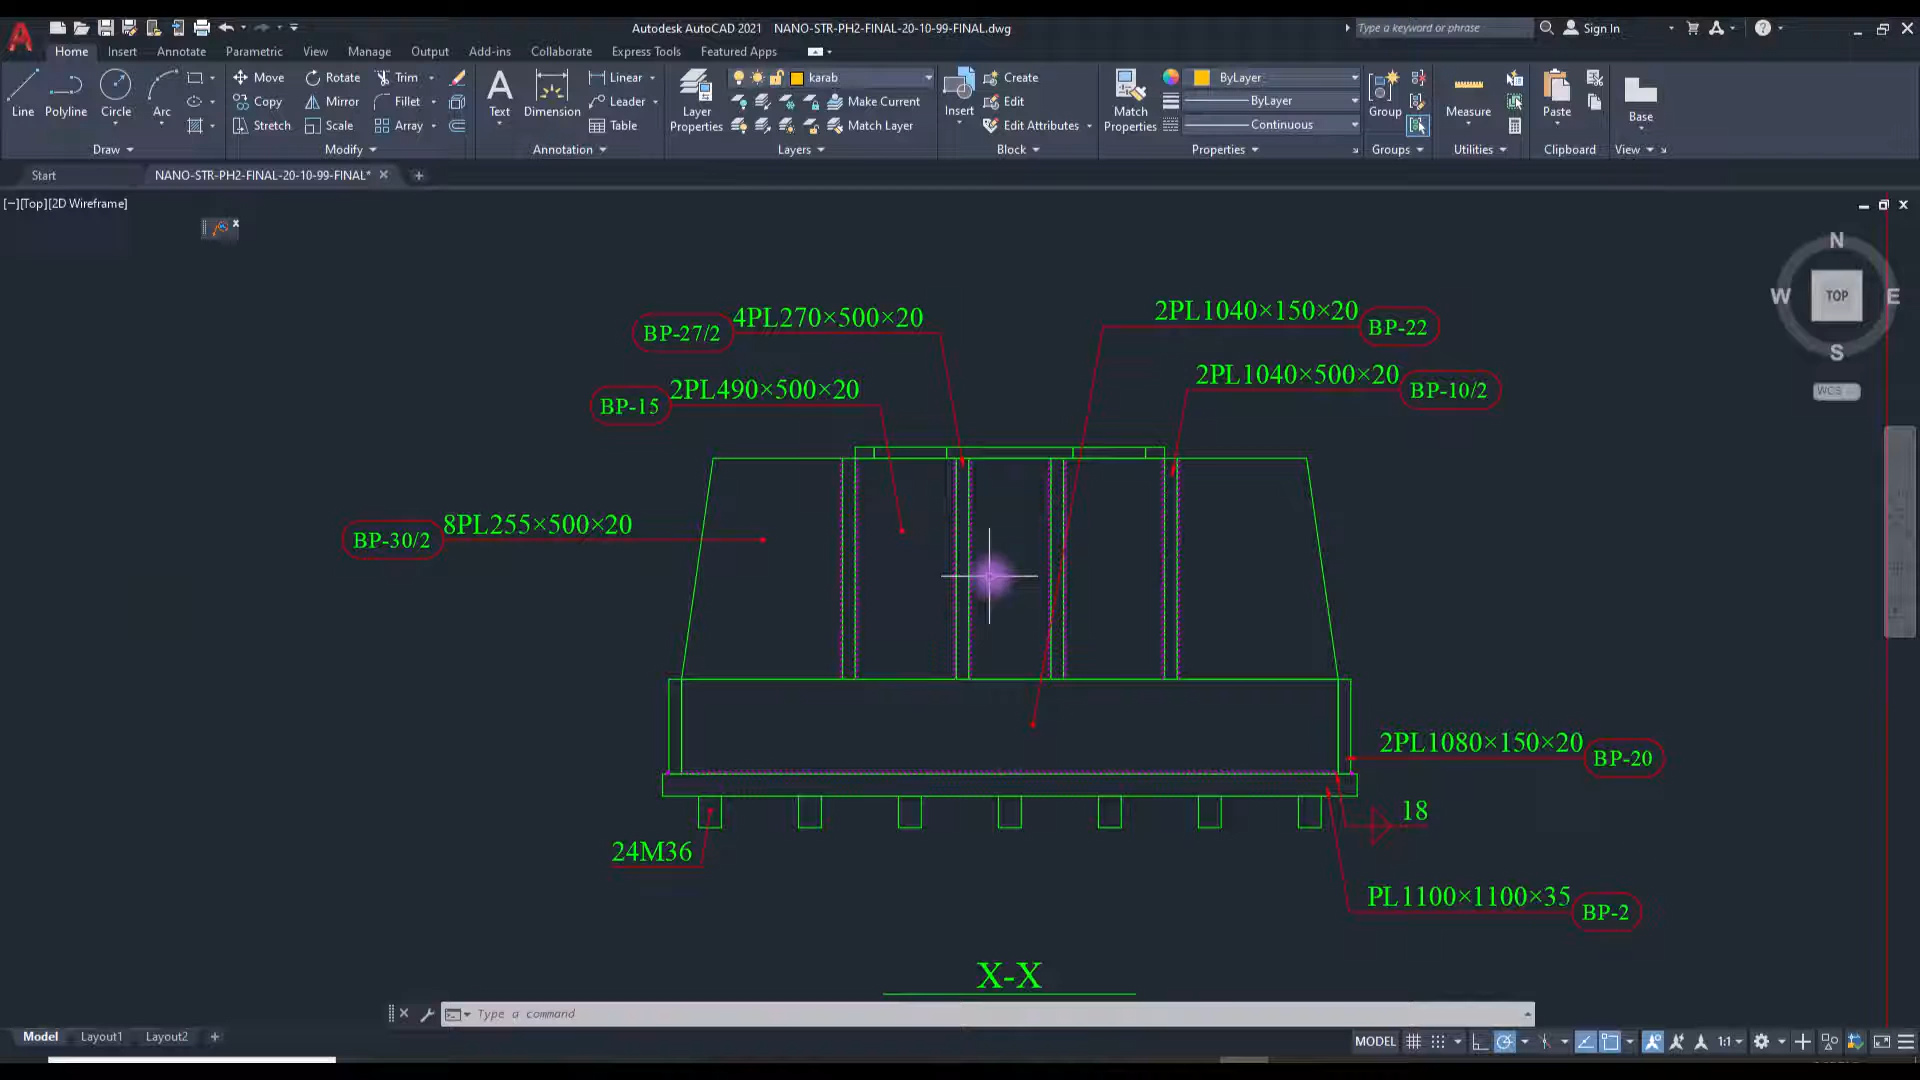 Autodesk AutoCAD 2021 NANO-STR-PH2-FINAL-20-10-99-FINAL.dwg
Type a keyword or phrase
Sign In
Home Insert Annotate Parametric View Manage Output Add-ins Collaborate Express Tools Featured Apps
Line Polyline Circle Arc
Move Rotate Trim
Copy Mirror Fillet
Stretch Scale Array
Text Dimension
Linear
Leader
Table
Layer Properties
karab
Make Current
Match Layer
Insert
Create
Edit
Edit Attributes
Match Properties
ByLayer
ByLayer
Continuous
Group Measure Paste Base
Draw Modify Annotation Layers Block Properties Groups Utilities Clipboard View
Start NANO-STR-PH2-FINAL-20-10-99-FINAL*
[−][Top][2D Wireframe]
N
W TOP E
S
WCS
4PL270×500×20
BP-27/2
2PL1040×150×20
BP-22
2PL490×500×20
BP-15
2PL1040×500×20
BP-10/2
8PL255×500×20
BP-30/2
2PL1080×150×20
BP-20
18
24M36
PL1100×1100×35
BP-2
X-X
Type a command
Model Layout1 Layout2
MODEL 1:1